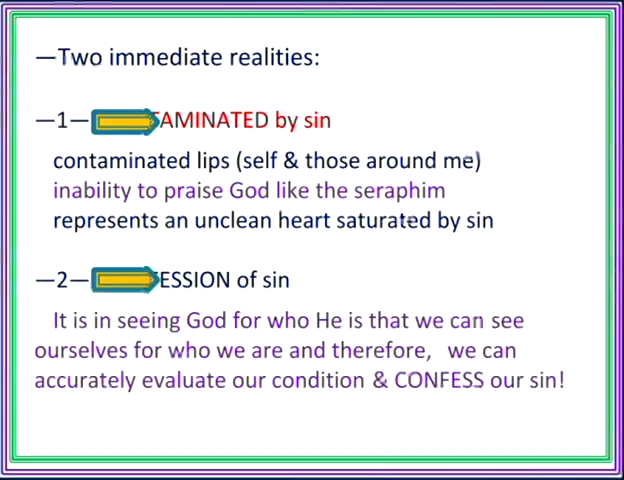 —Two immediate realities:
—1— TAMINATED by sin
contaminated lips (self & those around me)
inability to praise God like the seraphim
represents an unclean heart saturated by sin
—2— ESSION of sin
It is in seeing God for who He is that we can see
ourselves for who we are and therefore, we can
accurately evaluate our condition & CONFESS our sin!